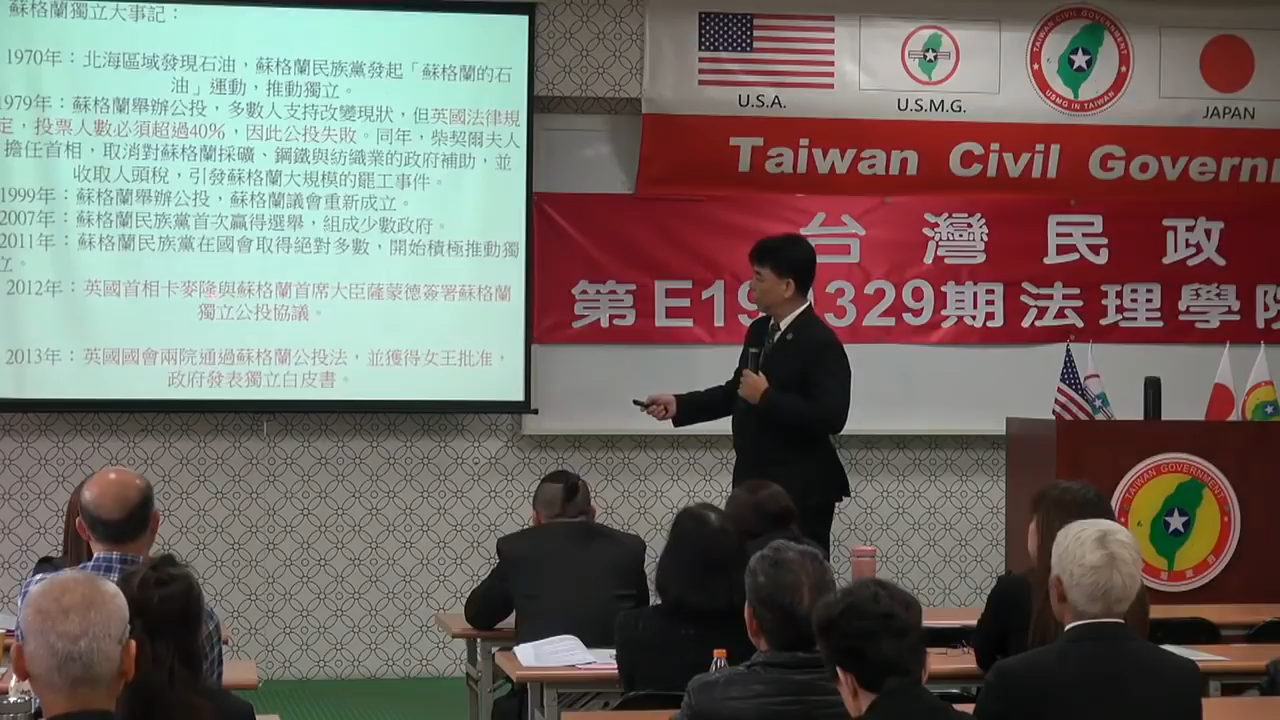 蘇格蘭獨立大事記：
1970年：北海區域發現石油，蘇格蘭民族黨發起「蘇格蘭的石
油」運動，推動獨立。
1979年：蘇格蘭舉辦公投，多數人支持改變現狀，但英國法律規
定，投票人數必須超過40%，因此公投失敗。同年，柴契爾夫人
擔任首相，取消對蘇格蘭採礦、鋼鐵與紡織業的政府補助，並
收取人頭稅，引發蘇格蘭大規模的罷工事件。
1999年：蘇格蘭舉辦公投，蘇格蘭議會重新成立。
2007年：蘇格蘭民族黨首次贏得選舉，組成少數政府。
2011年：蘇格蘭民族黨在國會取得絕對多數，開始積極推動獨
立。
2012年：英國首相卡麥隆與蘇格蘭首席大臣薩蒙德簽署蘇格蘭
獨立公投協議。
2013年：英國國會兩院通過蘇格蘭公投法，並獲得女王批准，
政府發表獨立白皮書。
U.S.A.
U.S.M.G.
TAIWAN CIVIL GOVERNMENT
USMG IN TAIWAN
JAPAN
Taiwan Civil Governm
台灣民政
第E19 329期法理學院
TAIWAN GOVERNMENT